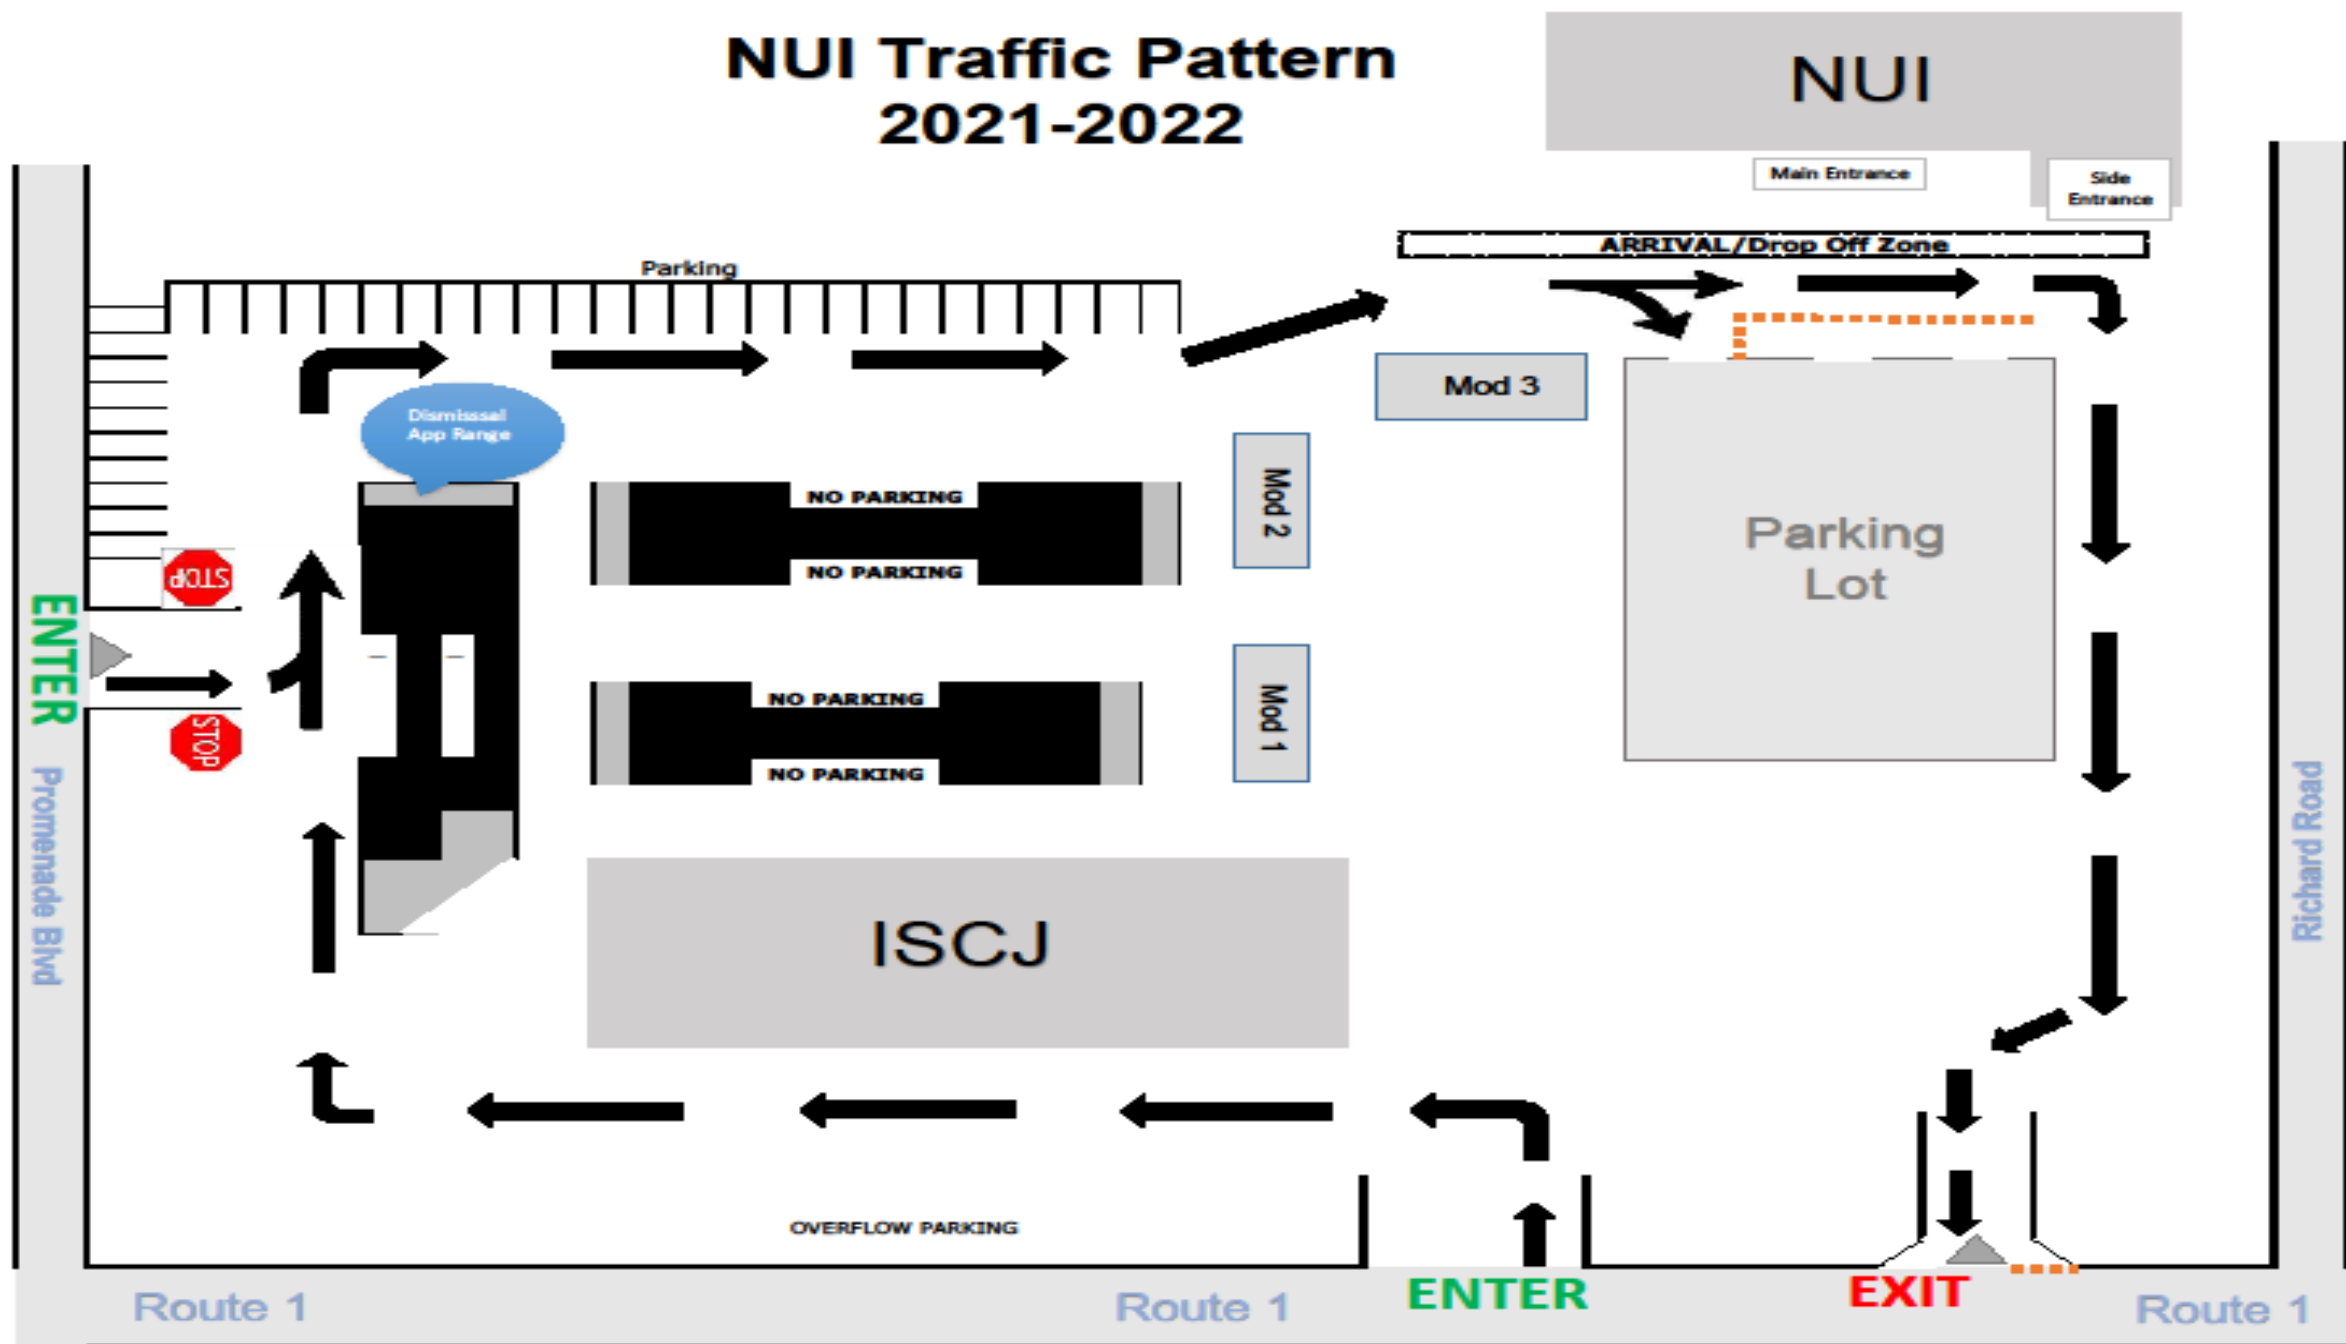 NUI Traffic Pattern
2021-2022
NUI
Main Entrance
Side
Entrance
ARRIVAL/Drop Off Zone
Parking
Dismisssal
App Range
Mod 3
NO PARKING
NO PARKING
Mod 2
Parking
Lot
STOP
ENTER
STOP
NO PARKING
NO PARKING
Mod 1
Promenade Blvd
Richard Road
ISCJ
OVERFLOW PARKING
Route 1
Route 1
ENTER
EXIT
Route 1